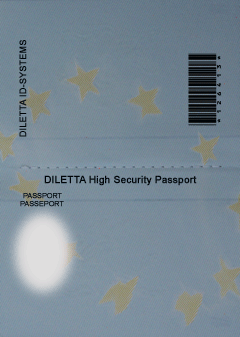 DILETTA ID-SYSTEMS
DILETTA High Security Passport
PASSPORT
PASSEPORT